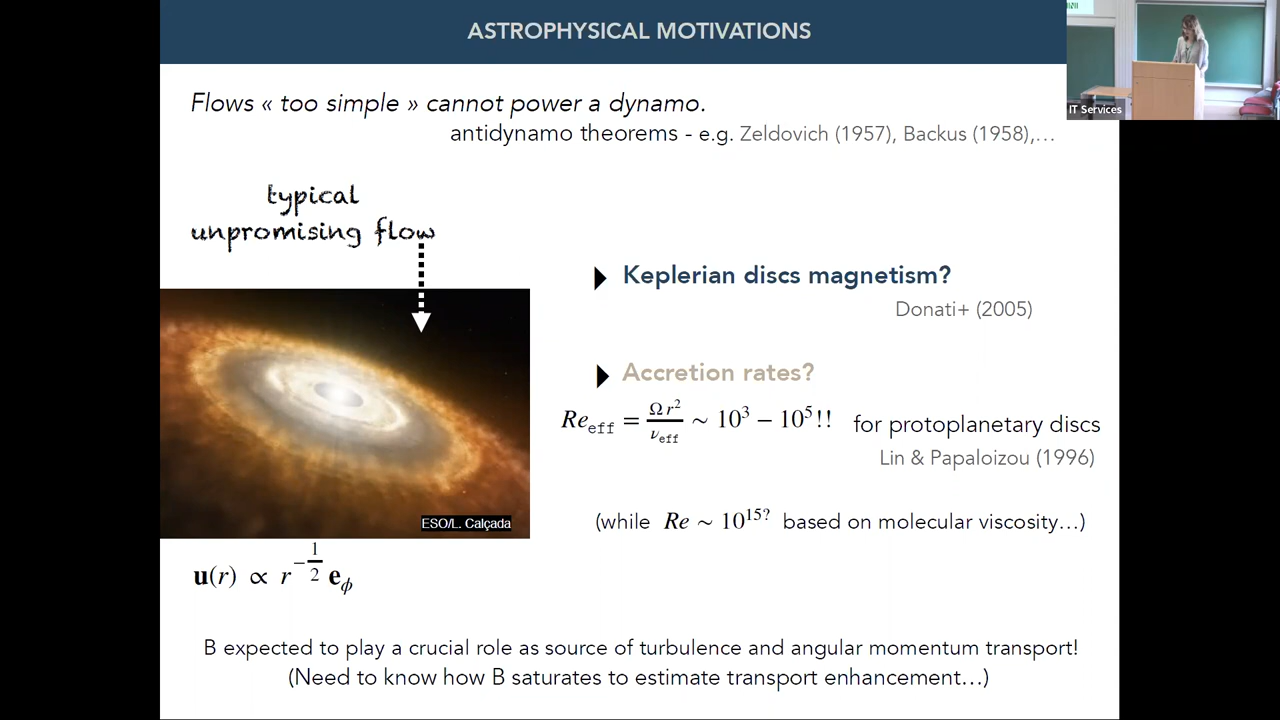 ASTROPHYSICAL MOTIVATIONS
IT Services
Flows « too simple » cannot power a dynamo.
antidynamo theorems - e.g. Zeldovich (1957), Backus (1958),…
typical
unpromising flow
Keplerian discs magnetism?
Donati+ (2005)
Accretion rates?
Re_eff = Ω r² / ν_eff ~ 10³ − 10⁵!! for protoplanetary discs
Lin & Papaloizou (1996)
ESO/L. Calçada
(while Re ~ 10¹⁵? based on molecular viscosity…)
u(r) ∝ r^(−1/2) e_ϕ
B expected to play a crucial role as source of turbulence and angular momentum transport!
(Need to know how B saturates to estimate transport enhancement…)